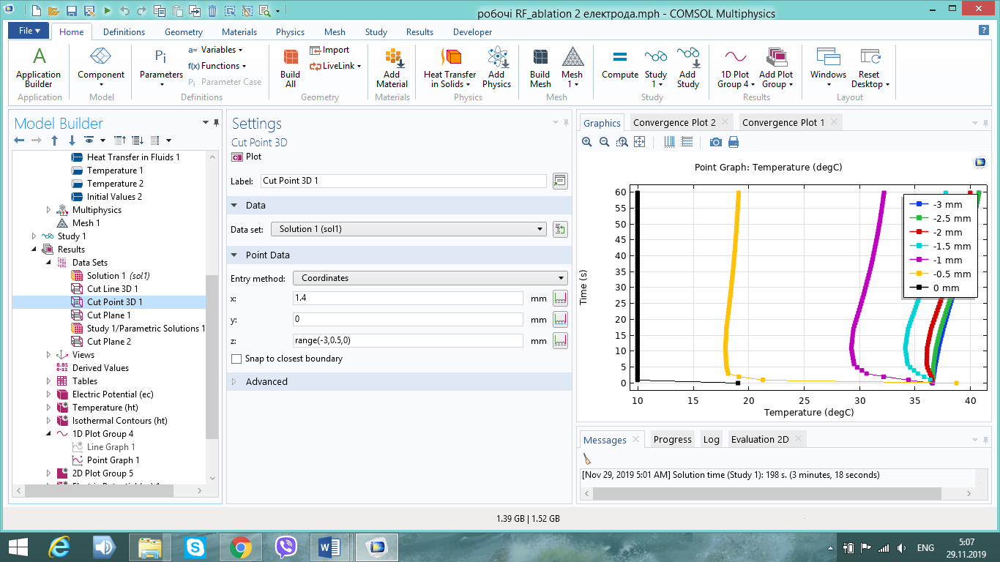 робочі RF_ablation 2 електрода.mph - COMSOL Multiphysics
File Home Definitions Geometry Materials Physics Mesh Study Results Developer
Application Builder
Application
Component
Model
Parameters
a= Variables
f(x) Functions
Pi Parameter Case
Definitions
Build All
Import
LiveLink
Geometry
Add Material
Materials
Heat Transfer in Solids
Add Physics
Physics
Build Mesh
Mesh 1
Mesh
Compute
Study 1
Add Study
Study
1D Plot Group 4
Add Plot Group
Results
Windows
Reset Desktop
Layout
Model Builder
Heat Transfer in Fluids 1
Temperature 1
Temperature 2
Initial Values 2
Multiphysics
Mesh 1
Study 1
Results
Data Sets
Solution 1 (sol1)
Cut Line 3D 1
Cut Point 3D 1
Cut Plane 1
Study 1/Parametric Solutions 1
Cut Plane 2
Views
8.85
e-12
Derived Values
Tables
Electric Potential (ec)
Temperature (ht)
Isothermal Contours (ht)
1D Plot Group 4
Line Graph 1
Point Graph 1
2D Plot Group 5
Settings
Cut Point 3D
Plot
Label: Cut Point 3D 1
Data
Data set: Solution 1 (sol1)
Point Data
Entry method: Coordinates
x: 1.4 mm
y: 0 mm
z: range(-3,0.5,0) mm
Snap to closest boundary
Advanced
Graphics Convergence Plot 2 Convergence Plot 1
Point Graph: Temperature (degC)
60
55
50
45
40
35
30
25
20
15
10
5
0
Time (s)
10 15 20 25 30 35 40
Temperature (degC)
-3 mm
-2.5 mm
-2 mm
-1.5 mm
-1 mm
-0.5 mm
0 mm
Messages Progress Log Evaluation 2D
[Nov 29, 2019 5:01 AM] Solution time (Study 1): 198 s. (3 minutes, 18 seconds)
1.39 GB | 1.52 GB
ENG
5:07
29.11.2019